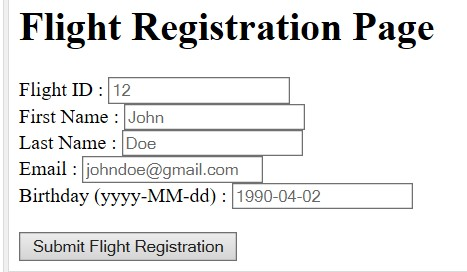 Flight Registration Page
Flight ID : 12
First Name : John
Last Name : Doe
Email : johndoe@gmail.com
Birthday (yyyy-MM-dd) : 1990-04-02
Submit Flight Registration